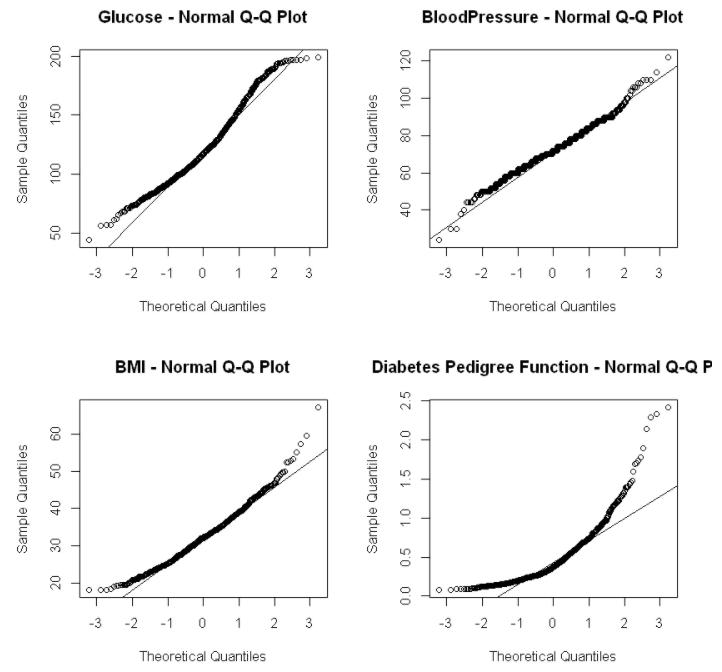 Glucose - Normal Q-Q Plot
Sample Quantiles
50
100
150
200
-3 -2 -1 0 1 2 3
Theoretical Quantiles
BloodPressure - Normal Q-Q Plot
Sample Quantiles
40
60
80
100
120
-3 -2 -1 0 1 2 3
Theoretical Quantiles
BMI - Normal Q-Q Plot
Sample Quantiles
20
30
40
50
60
-3 -2 -1 0 1 2 3
Theoretical Quantiles
Diabetes Pedigree Function - Normal Q-Q P
Sample Quantiles
0.0
0.5
1.0
1.5
2.0
2.5
-3 -2 -1 0 1 2 3
Theoretical Quantiles